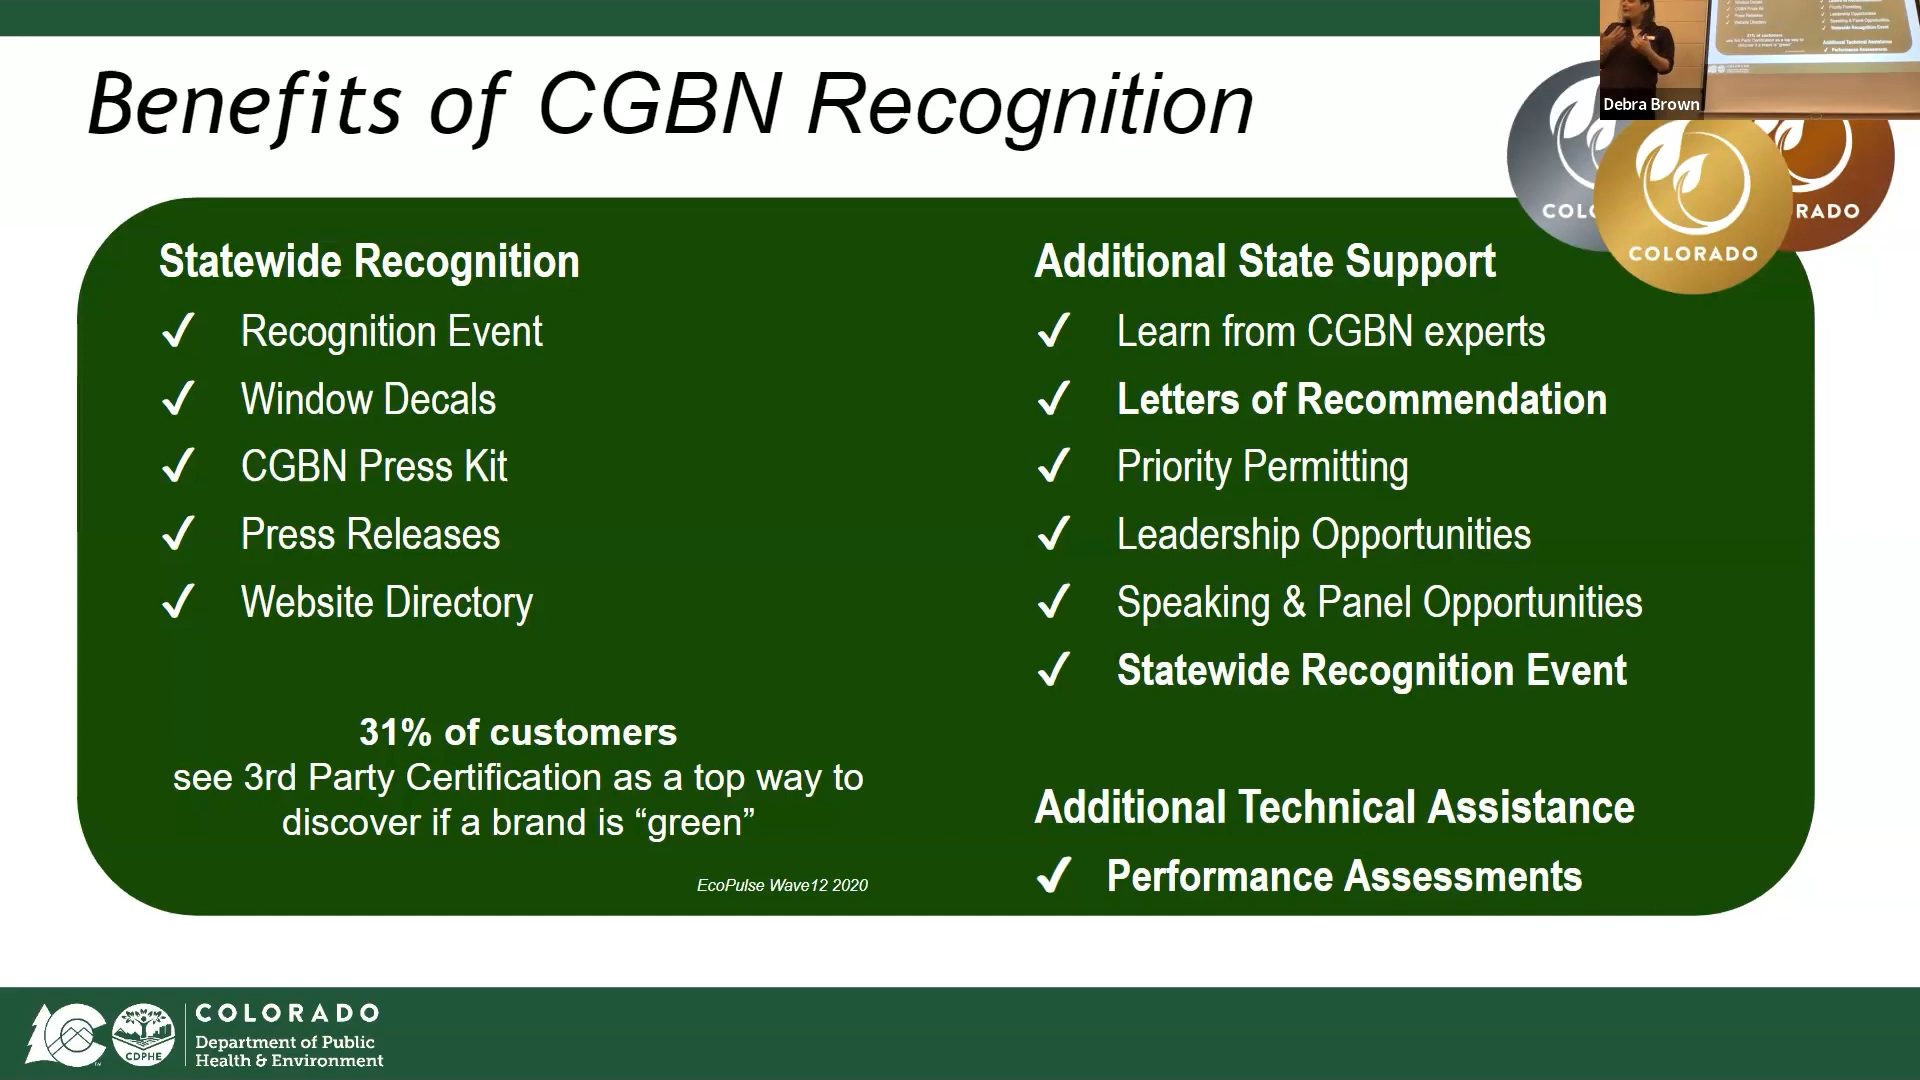 Benefits of CGBN Recognition
Debra Brown
COLO
COLORADO
RADO
Statewide Recognition
✓ Recognition Event
✓ Window Decals
✓ CGBN Press Kit
✓ Press Releases
✓ Website Directory
31% of customers
see 3rd Party Certification as a top way to
discover if a brand is “green”
EcoPulse Wave12 2020
Additional State Support
✓ Learn from CGBN experts
✓ Letters of Recommendation
✓ Priority Permitting
✓ Leadership Opportunities
✓ Speaking & Panel Opportunities
✓ Statewide Recognition Event
Additional Technical Assistance
✓ Performance Assessments
CDPHE
COLORADO
Department of Public
Health & Environment